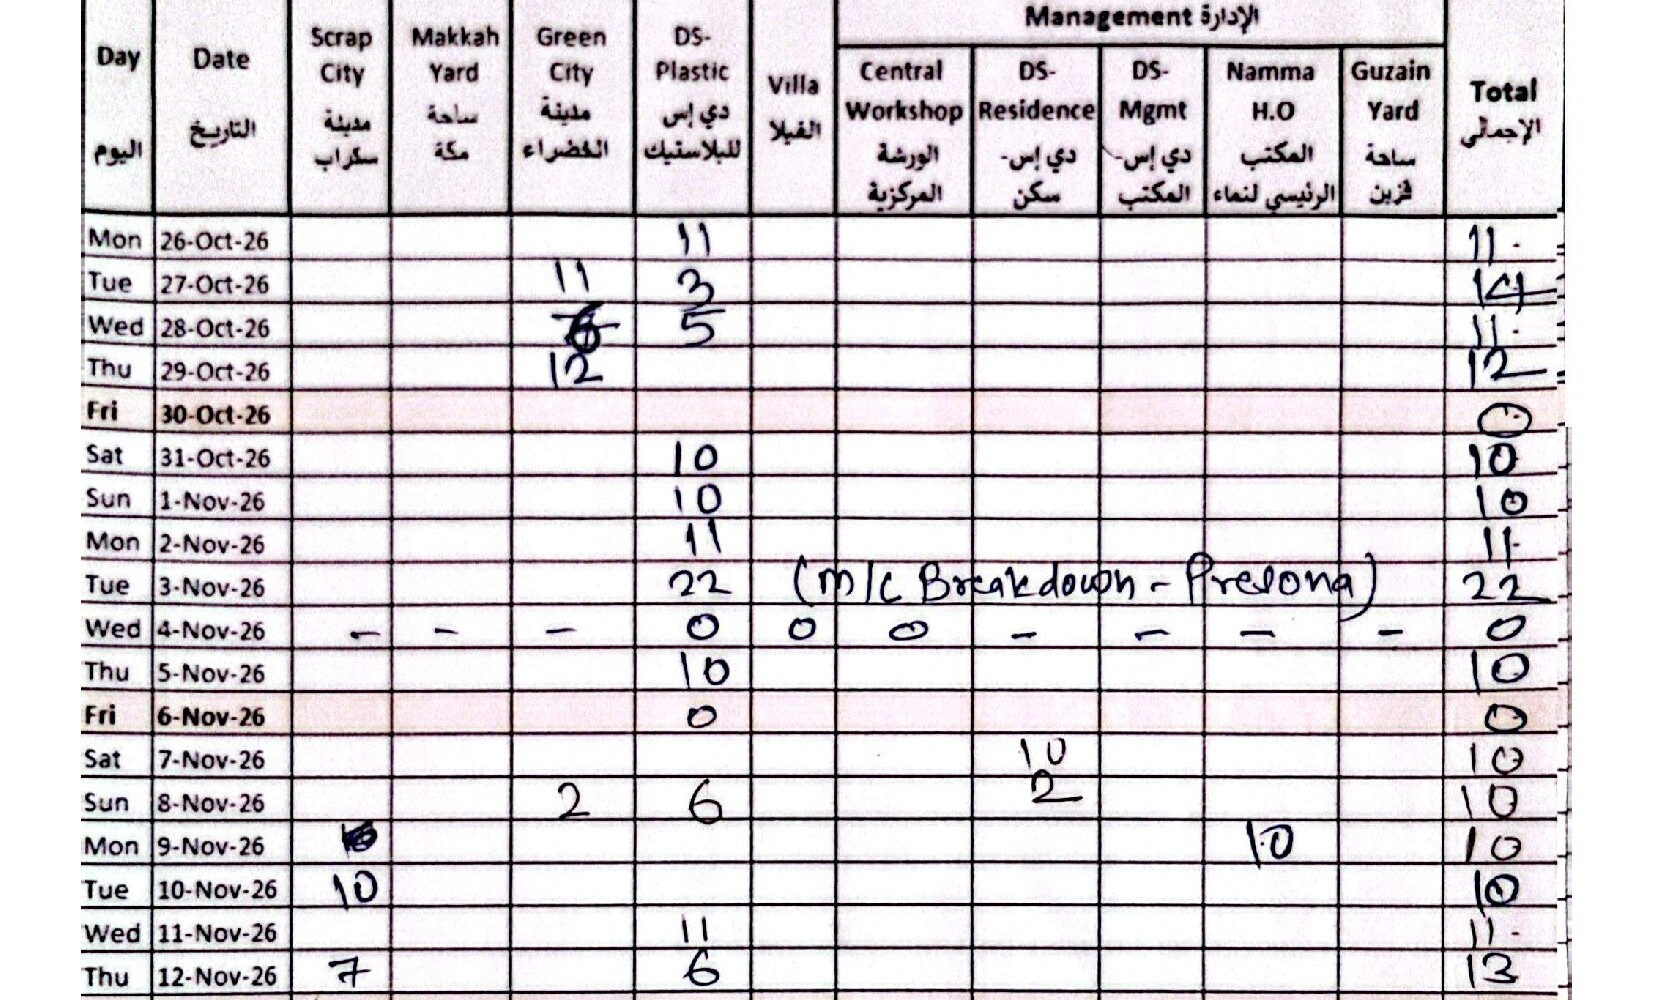 Management الإدارة
Day اليوم Date التاريخ Scrap City مدينة سكراب Makkah Yard ساحة مكة Green City مدينة الخضراء DS-Plastic دي إس للبلاستيك Villa الفيلا Central Workshop الورشة المركزية DS-Residence دي إس- سكن DS-Mgmt دي إس- المكتب Namma H.O المكتب الرئيسي لنماء Guzain Yard ساحة قزين Total الإجمالي
Mon 26-Oct-26 11 11
Tue 27-Oct-26 11 3 14
Wed 28-Oct-26 6 5 11
Thu 29-Oct-26 12 12
Fri 30-Oct-26 0
Sat 31-Oct-26 10 10
Sun 1-Nov-26 10 10
Mon 2-Nov-26 11 11
Tue 3-Nov-26 22 (M/C Breakdown - Presona) 22
Wed 4-Nov-26 - - - 0 0 0 - - - - 0
Thu 5-Nov-26 10 10
Fri 6-Nov-26 0 0
Sat 7-Nov-26 10 10
Sun 8-Nov-26 2 6 2 10
Mon 9-Nov-26 10 10
Tue 10-Nov-26 10 10
Wed 11-Nov-26 11 11
Thu 12-Nov-26 7 6 13